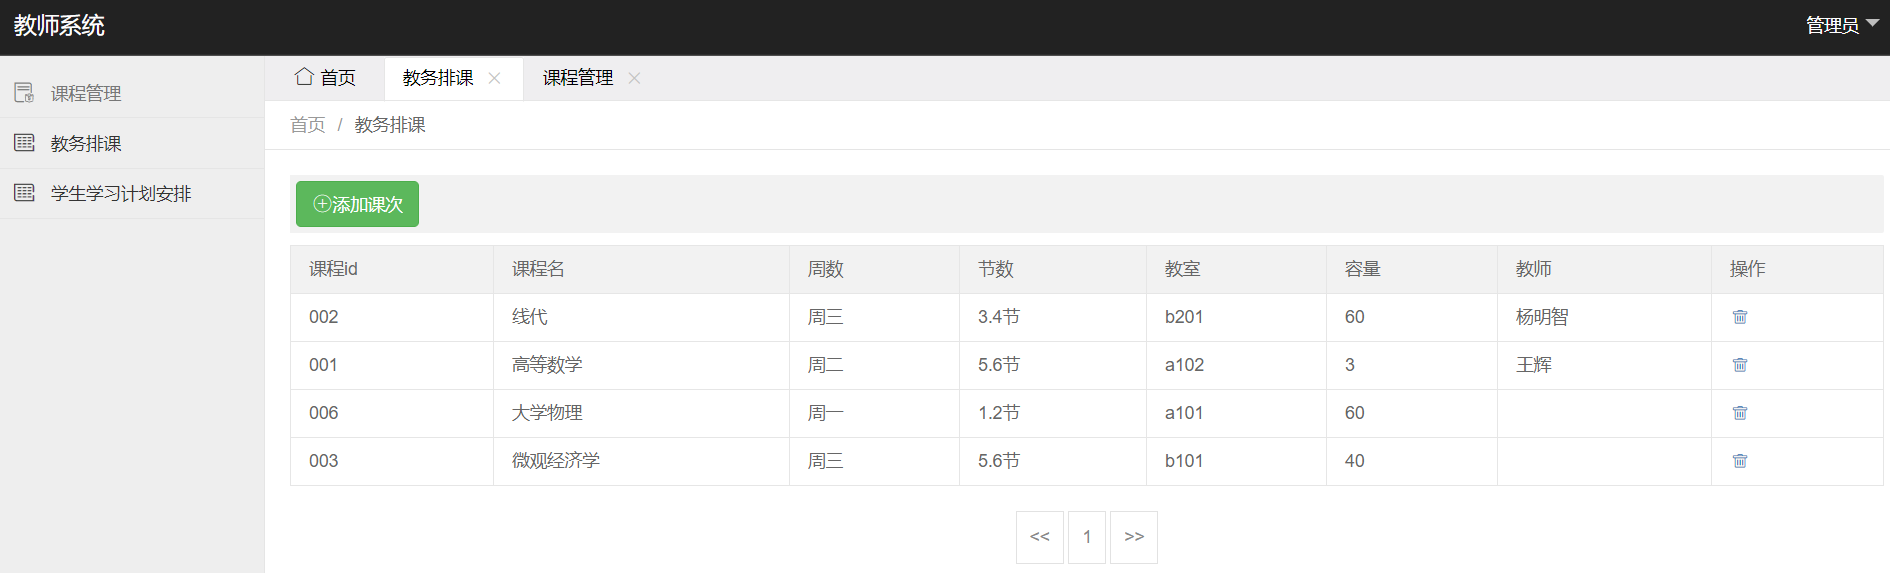 教师系统
管理员
课程管理
教务排课
学生学习计划安排
首页 教务排课 课程管理
首页 / 教务排课
添加课次
课程id 课程名 周数 节数 教室 容量 教师 操作
002 线代 周三 3.4节 b201 60 杨明智
001 高等数学 周二 5.6节 a102 3 王辉
006 大学物理 周一 1.2节 a101 60
003 微观经济学 周三 5.6节 b101 40
<< 1 >>